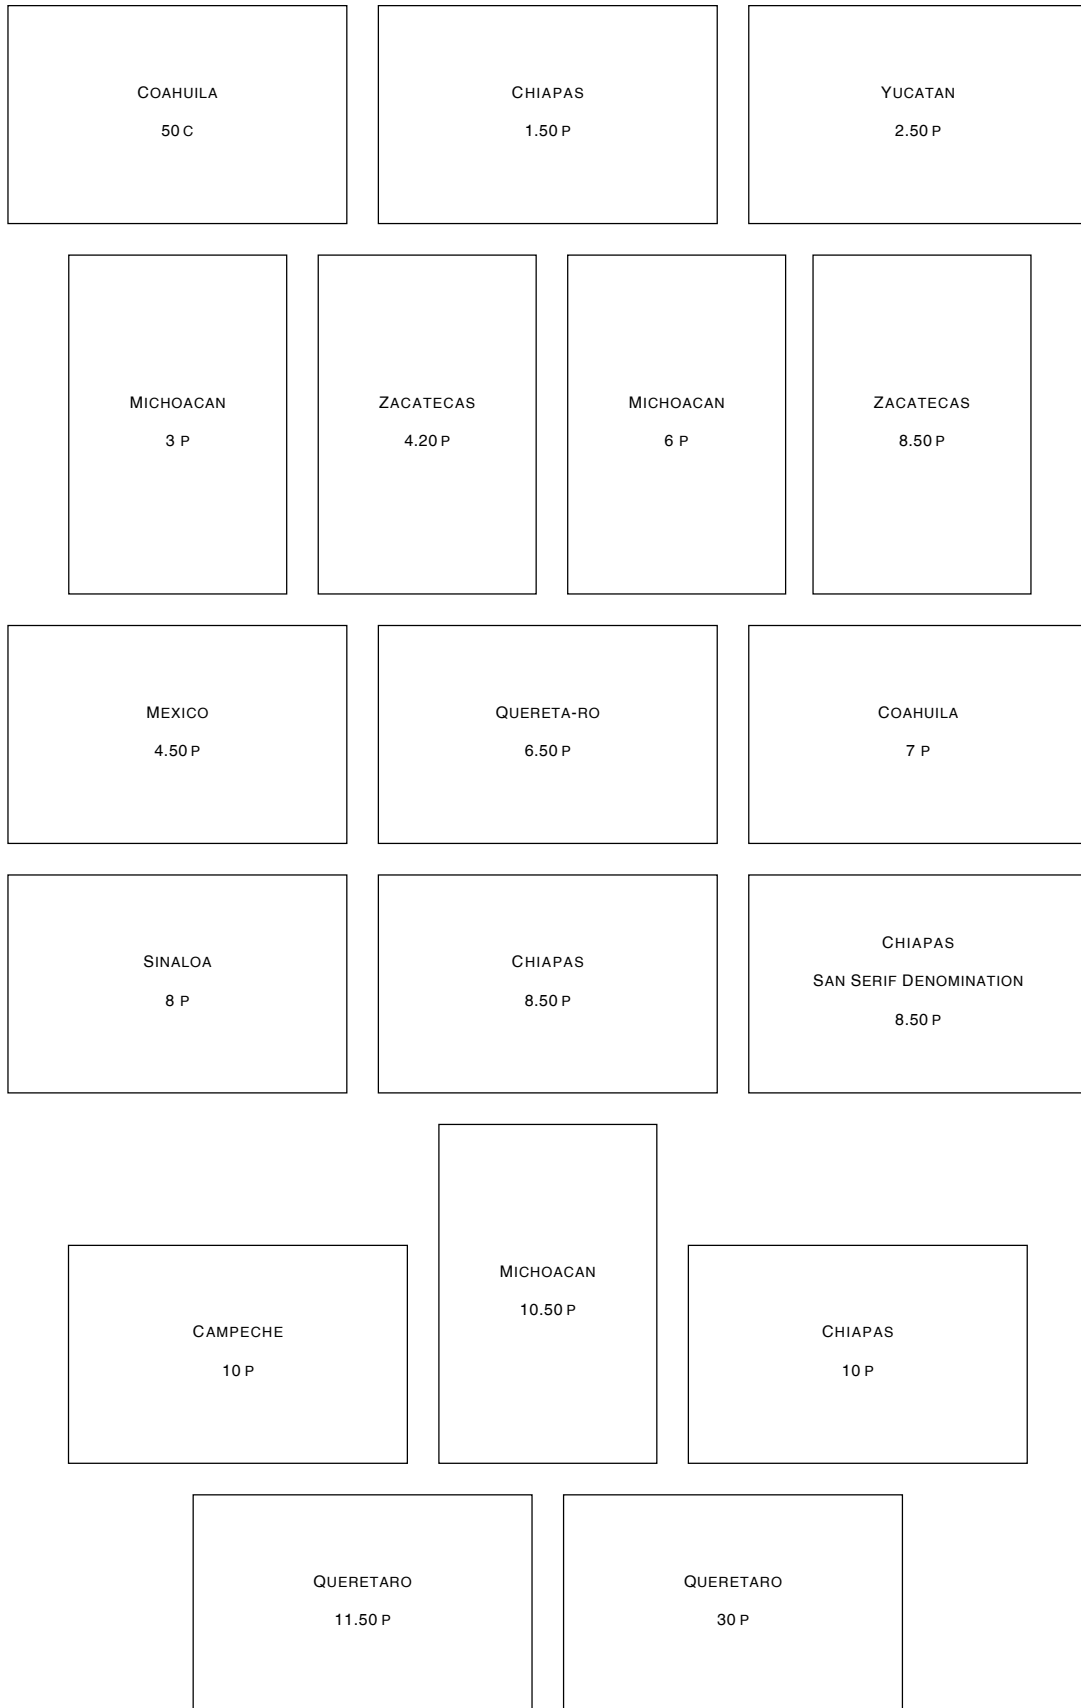 COAHUILA
50 C
CHIAPAS
1.50 P
YUCATAN
2.50 P
MICHOACAN
3 P
ZACATECAS
4.20 P
MICHOACAN
6 P
ZACATECAS
8.50 P
MEXICO
4.50 P
QUERETA-RO
6.50 P
COAHUILA
7 P
SINALOA
8 P
CHIAPAS
8.50 P
CHIAPAS
SAN SERIF DENOMINATION
8.50 P
CAMPECHE
10 P
MICHOACAN
10.50 P
CHIAPAS
10 P
QUERETARO
11.50 P
QUERETARO
30 P